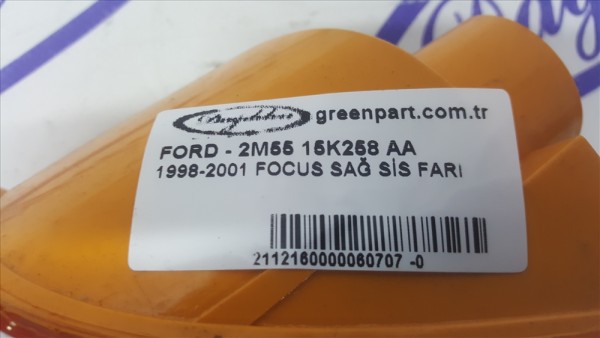 greenpart.com.tr
FORD - 2M55 15K258 AA
1998-2001 FOCUS SAĞ SİS FARI
2112160000060707 -0